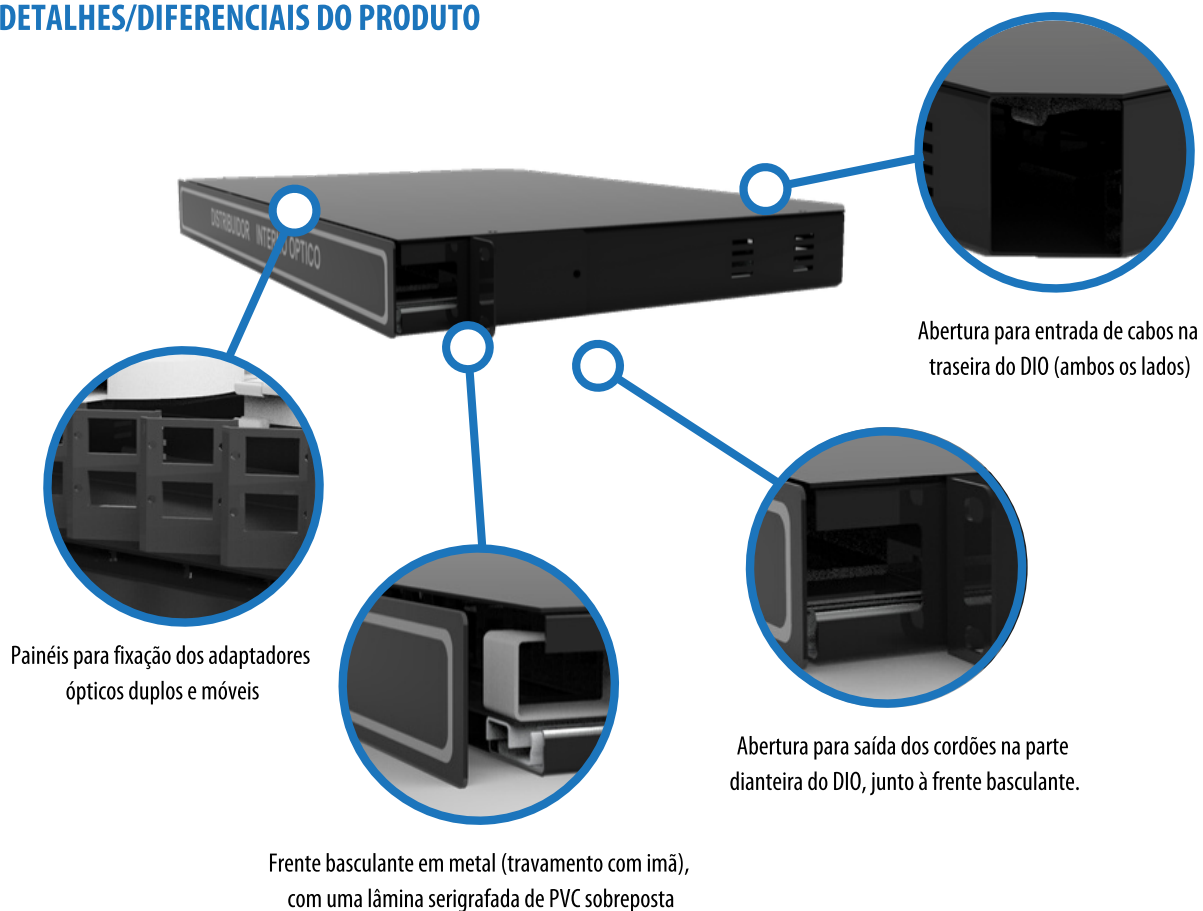 DETALHES/DIFERENCIAIS DO PRODUTO
DISTRIBUIDOR INTERNO ÓPTICO
Abertura para entrada de cabos na
traseira do DIO (ambos os lados)
Painéis para fixação dos adaptadores
ópticos duplos e móveis
Abertura para saída dos cordões na parte
dianteira do DIO, junto à frente basculante.
Frente basculante em metal (travamento com imã),
com uma lâmina serigrafada de PVC sobreposta